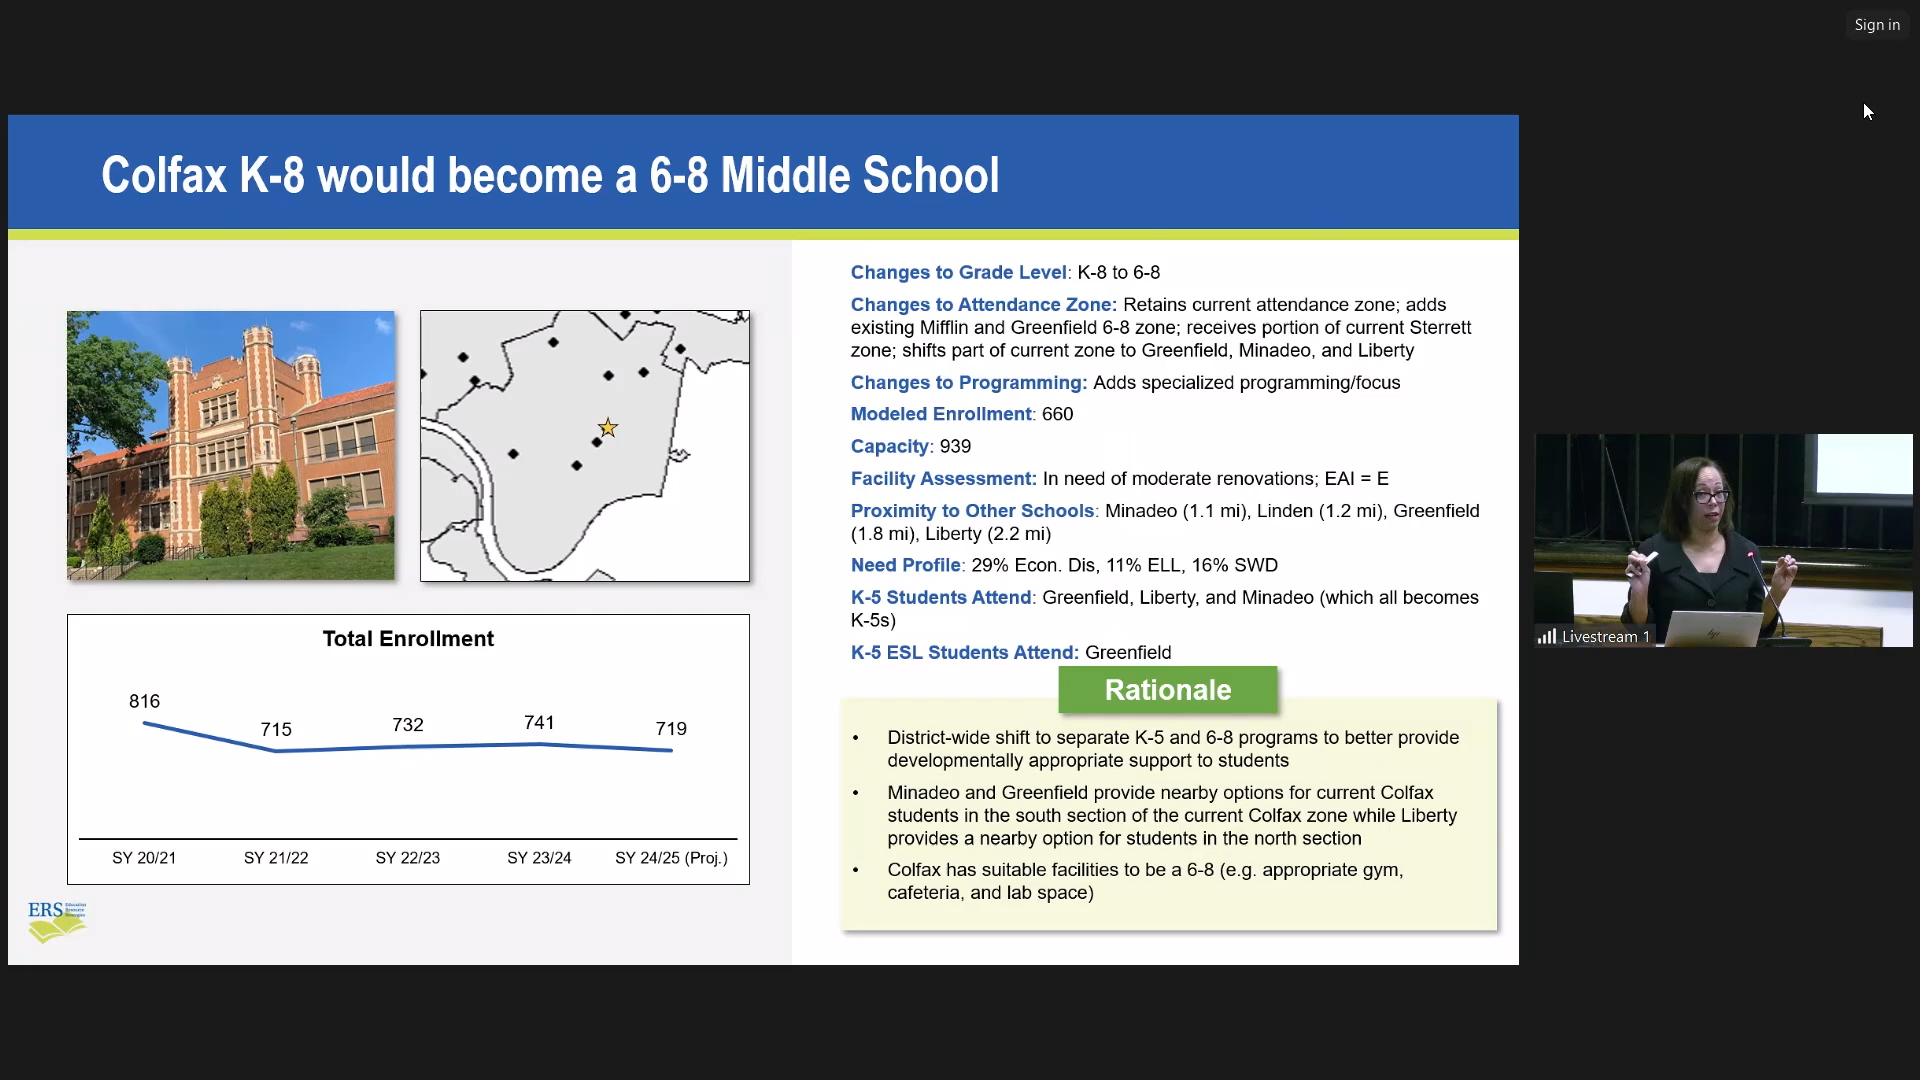 Sign in
Colfax K-8 would become a 6-8 Middle School
Changes to Grade Level: K-8 to 6-8
Changes to Attendance Zone: Retains current attendance zone; adds
existing Mifflin and Greenfield 6-8 zone; receives portion of current Sterrett
zone; shifts part of current zone to Greenfield, Minadeo, and Liberty
Changes to Programming: Adds specialized programming/focus
Modeled Enrollment: 660
Capacity: 939
Facility Assessment: In need of moderate renovations; EAI = E
Proximity to Other Schools: Minadeo (1.1 mi), Linden (1.2 mi), Greenfield
(1.8 mi), Liberty (2.2 mi)
Need Profile: 29% Econ. Dis, 11% ELL, 16% SWD
K-5 Students Attend: Greenfield, Liberty, and Minadeo (which all becomes
K-5s)
K-5 ESL Students Attend: Greenfield
Total Enrollment
816
715
732
741
719
SY 20/21
SY 21/22
SY 22/23
SY 23/24
SY 24/25 (Proj.)
Rationale
• District-wide shift to separate K-5 and 6-8 programs to better provide
developmentally appropriate support to students
• Minadeo and Greenfield provide nearby options for current Colfax
students in the south section of the current Colfax zone while Liberty
provides a nearby option for students in the north section
• Colfax has suitable facilities to be a 6-8 (e.g. appropriate gym,
cafeteria, and lab space)
ERS
Education
Resource
Strategies
Livestream 1
hp